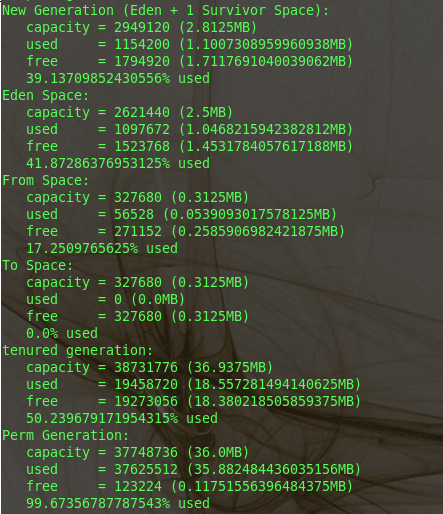 New Generation (Eden + 1 Survivor Space):
capacity = 2949120 (2.8125MB)
used = 1154200 (1.1007308959960938MB)
free = 1794920 (1.7117691040039062MB)
39.13709852430556% used
Eden Space:
capacity = 2621440 (2.5MB)
used = 1097672 (1.0468215942382812MB)
free = 1523768 (1.4531784057617188MB)
41.87286376953125% used
From Space:
capacity = 327680 (0.3125MB)
used = 56528 (0.0539093017578125MB)
free = 271152 (0.2585906982421875MB)
17.2509765625% used
To Space:
capacity = 327680 (0.3125MB)
used = 0 (0.0MB)
free = 327680 (0.3125MB)
0.0% used
tenured generation:
capacity = 38731776 (36.9375MB)
used = 19458720 (18.557281494140625MB)
free = 19273056 (18.380218505859375MB)
50.239679171954315% used
Perm Generation:
capacity = 37748736 (36.0MB)
used = 37625512 (35.882484436035156MB)
free = 123224 (0.11751556396484375MB)
99.67356787787543% used